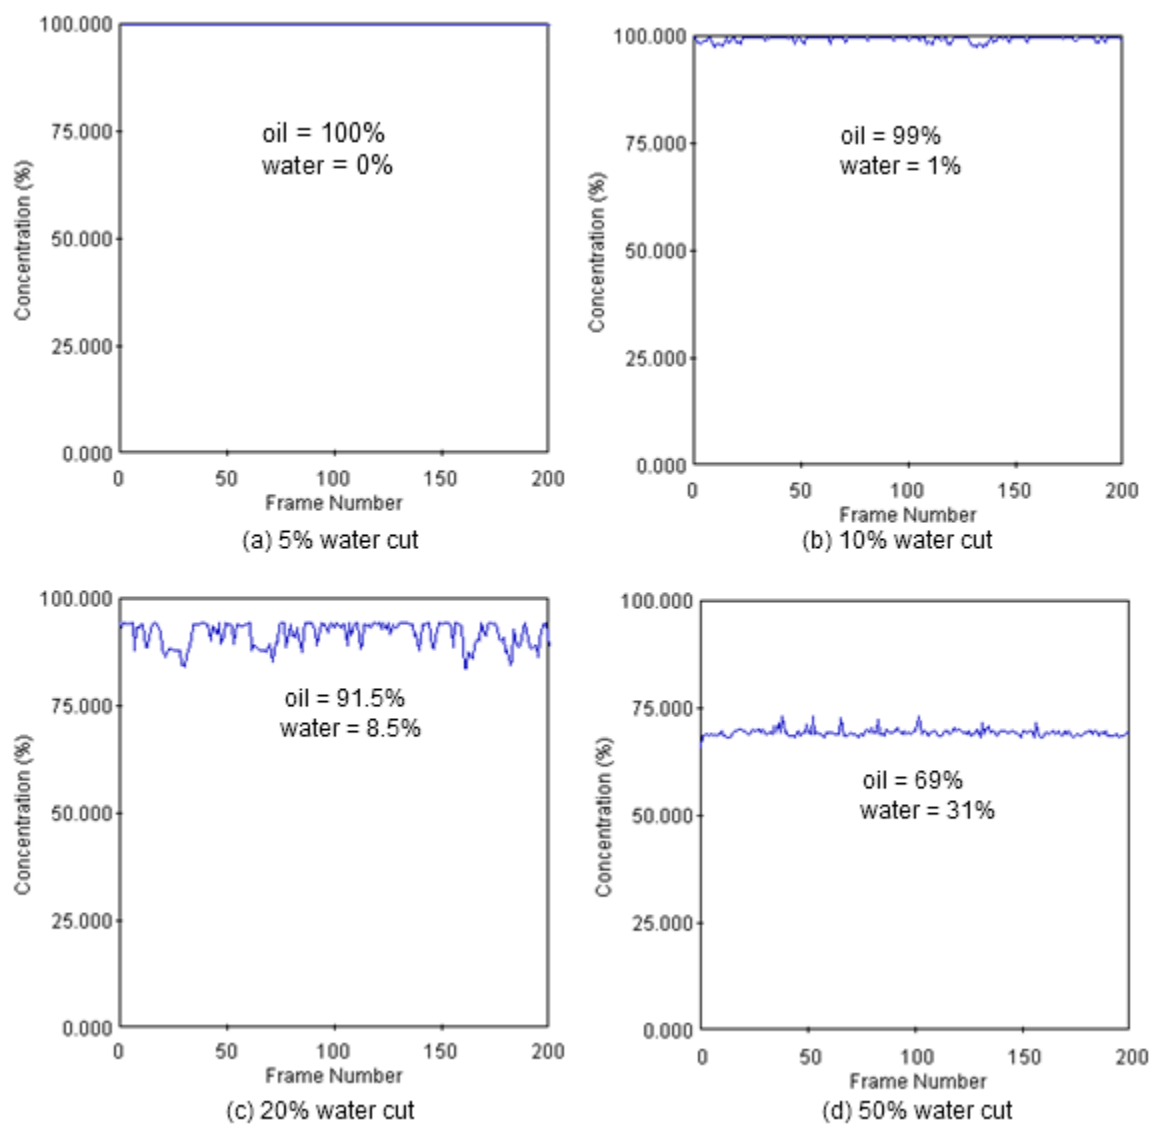 100.000
75.000
50.000
25.000
0.000
0 50 100 150 200
Concentration (%)
Frame Number
oil = 100%
water = 0%
(a) 5% water cut
100.000
75.000
50.000
25.000
0.000
0 50 100 150 200
Concentration (%)
Frame Number
oil = 99%
water = 1%
(b) 10% water cut
100.000
75.000
50.000
25.000
0.000
0 50 100 150 200
Concentration (%)
Frame Number
oil = 91.5%
water = 8.5%
(c) 20% water cut
100.000
75.000
50.000
25.000
0.000
0 50 100 150 200
Concentration (%)
Frame Number
oil = 69%
water = 31%
(d) 50% water cut